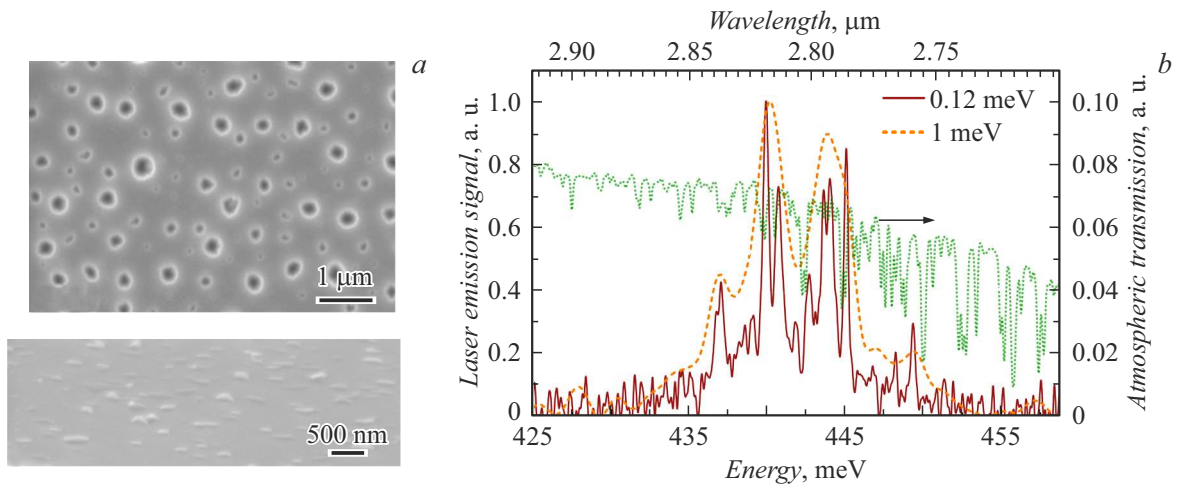 a
1 μm
500 nm
Wavelength, μm
2.90 2.85 2.80 2.75
b
Laser emission signal, a. u.
1.0
0.8
0.6
0.4
0.2
0
0.12 meV
1 meV
0.10
0.08
0.06
0.04
0.02
0
Atmospheric transmission, a. u.
425 435 445 455
Energy, meV